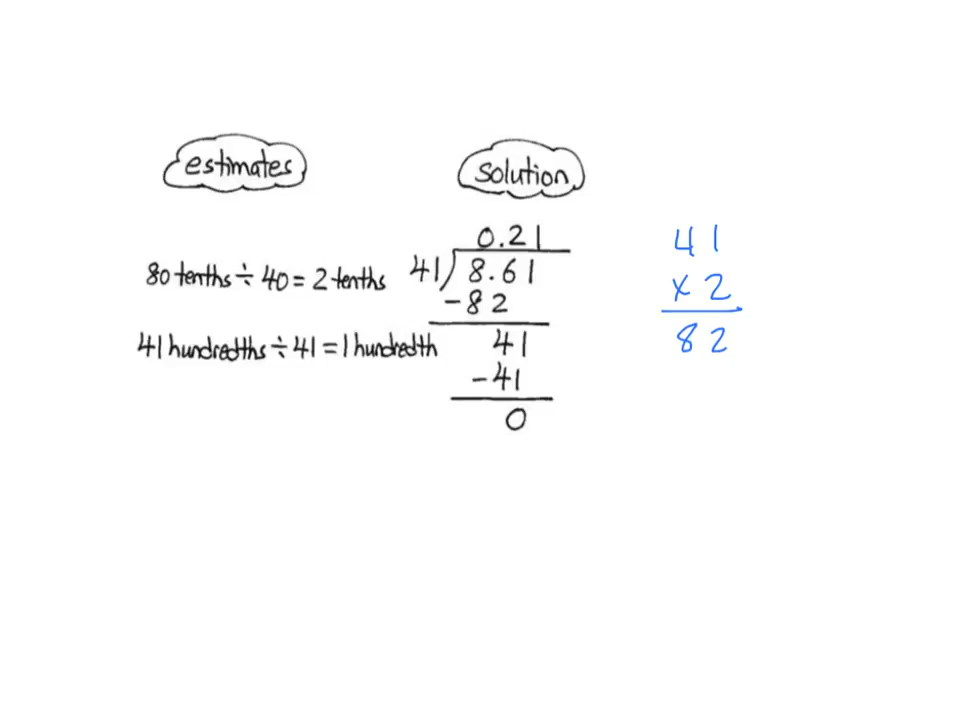 estimates
solution
0.21
80 tenths ÷ 40 = 2 tenths
41)8.61
-82
41 hundredths ÷ 41 = 1 hundredth
41
-41
0
41
x 2
82